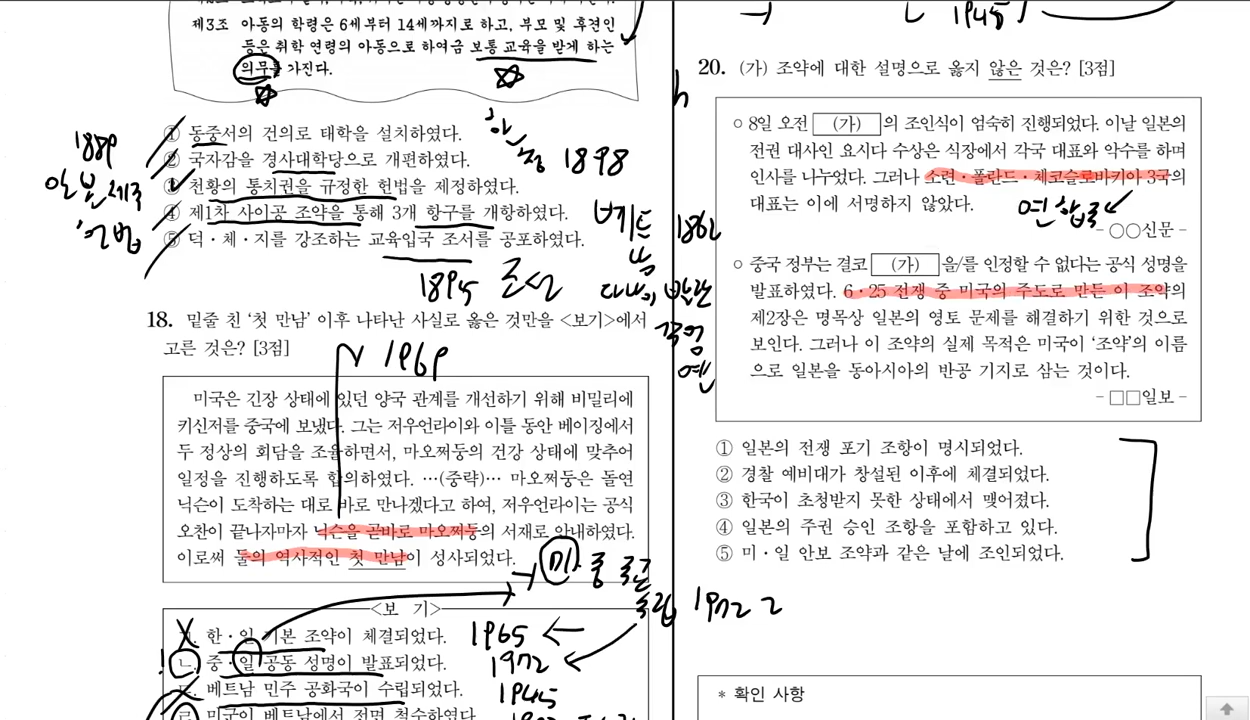 제3조 아동의 학령은 6세부터 14세까지로 하고, 부모 및 후견인
등은 취학 연령의 아동으로 하여금 보통 교육을 받게 하는
의무를 가진다.
① 동중서의 건의로 태학을 설치하였다.
② 국자감을 경사대학당으로 개편하였다.
③ 천황의 통치권을 규정한 헌법을 제정하였다.
④ 제1차 사이공 조약을 통해 3개 항구를 개항하였다.
⑤ 덕・체・지를 강조하는 교육입국 조서를 공포하였다.
1889
일본 제국
헌법
1898
1862
1895 조선
18. 밑줄 친 ‘첫 만남’ 이후 나타난 사실로 옳은 것만을 <보기>에서
고른 것은? [3점]
1969
미국은 긴장 상태에 있던 양국 관계를 개선하기 위해 비밀리에
키신저를 중국에 보냈다. 그는 저우언라이와 이틀 동안 베이징에서
두 정상의 회담을 조율하면서, 마오쩌둥의 건강 상태에 맞추어
일정을 진행하도록 합의하였다. …(중략)… 마오쩌둥은 돌연
닉슨이 도착하는 대로 바로 만나겠다고 하여, 저우언라이는 공식
오찬이 끝나자마자 닉슨을 곧바로 마오쩌둥의 서재로 안내하였다.
이로써 둘의 역사적인 첫 만남이 성사되었다.
<보 기>
ㄱ. 한・일 기본 조약이 체결되었다. 1965
ㄴ. 중・일 공동 성명이 발표되었다. 1972
ㄷ. 베트남 민주 공화국이 수립되었다. 1945
ㄹ. 미군이 베트남에서 전면 철수하였다.
미
1972 2
1945
20. (가) 조약에 대한 설명으로 옳지 않은 것은? [3점]
○ 8일 오전 (가) 의 조인식이 엄숙히 진행되었다. 이날 일본의
전권 대사인 요시다 수상은 식장에서 각국 대표와 악수를 하며
인사를 나누었다. 그러나 소련・폴란드・체코슬로바키아 3국의
대표는 이에 서명하지 않았다.
연합국
- ○○신문 -
○ 중국 정부는 결코 (가) 을/를 인정할 수 없다는 공식 성명을
발표하였다. 6・25 전쟁 중 미국의 주도로 만든 이 조약의
제2장은 명목상 일본의 영토 문제를 해결하기 위한 것으로
보인다. 그러나 이 조약의 실제 목적은 미국이 ‘조약’의 이름
으로 일본을 동아시아의 반공 기지로 삼는 것이다.
- □□일보 -
① 일본의 전쟁 포기 조항이 명시되었다.
② 경찰 예비대가 창설된 이후에 체결되었다.
③ 한국이 초청받지 못한 상태에서 맺어졌다.
④ 일본의 주권 승인 조항을 포함하고 있다.
⑤ 미・일 안보 조약과 같은 날에 조인되었다.
* 확인 사항